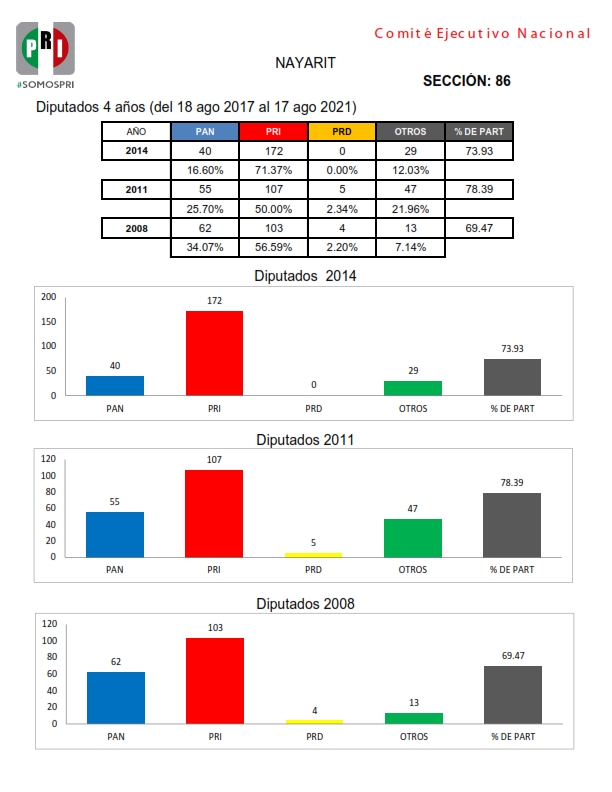 Comité Ejecutivo Nacional
PRI
#SOMOSPRI
NAYARIT
SECCIÓN: 86
Diputados 4 años (del 18 ago 2017 al 17 ago 2021)
AÑO PAN PRI PRD OTROS % DE PART
2014 40 172 0 29 73.93
16.60% 71.37% 0.00% 12.03%
2011 55 107 5 47 78.39
25.70% 50.00% 2.34% 21.96%
2008 62 103 4 13 69.47
34.07% 56.59% 2.20% 7.14%
Diputados 2014
200
150
100
50
0
40 172 0 29 73.93
PAN PRI PRD OTROS % DE PART
Diputados 2011
120
100
80
60
40
20
0
55 107 5 47 78.39
PAN PRI PRD OTROS % DE PART
Diputados 2008
120
100
80
60
40
20
0
62 103 4 13 69.47
PAN PRI PRD OTROS % DE PART